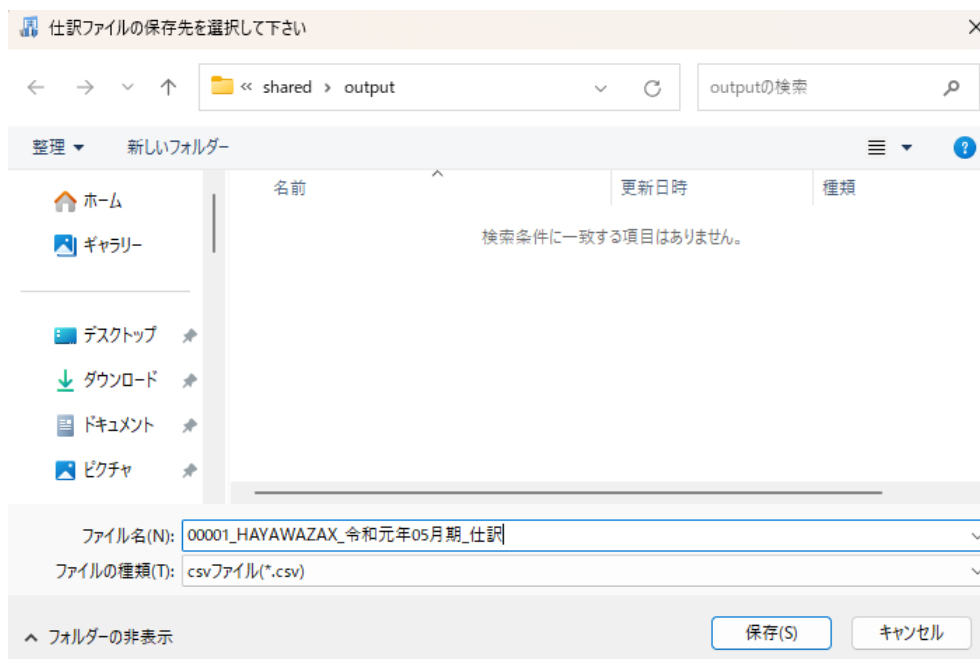 仕訳ファイルの保存先を選択して下さい
« shared › output
outputの検索
整理
新しいフォルダー
名前
更新日時
種類
検索条件に一致する項目はありません。
ホーム
ギャラリー
デスクトップ
ダウンロード
ドキュメント
ピクチャ
ファイル名(N): 00001_HAYAWAZAX_令和元年05月期_仕訳
ファイルの種類(T): csvファイル(*.csv)
フォルダーの非表示
保存(S)
キャンセル